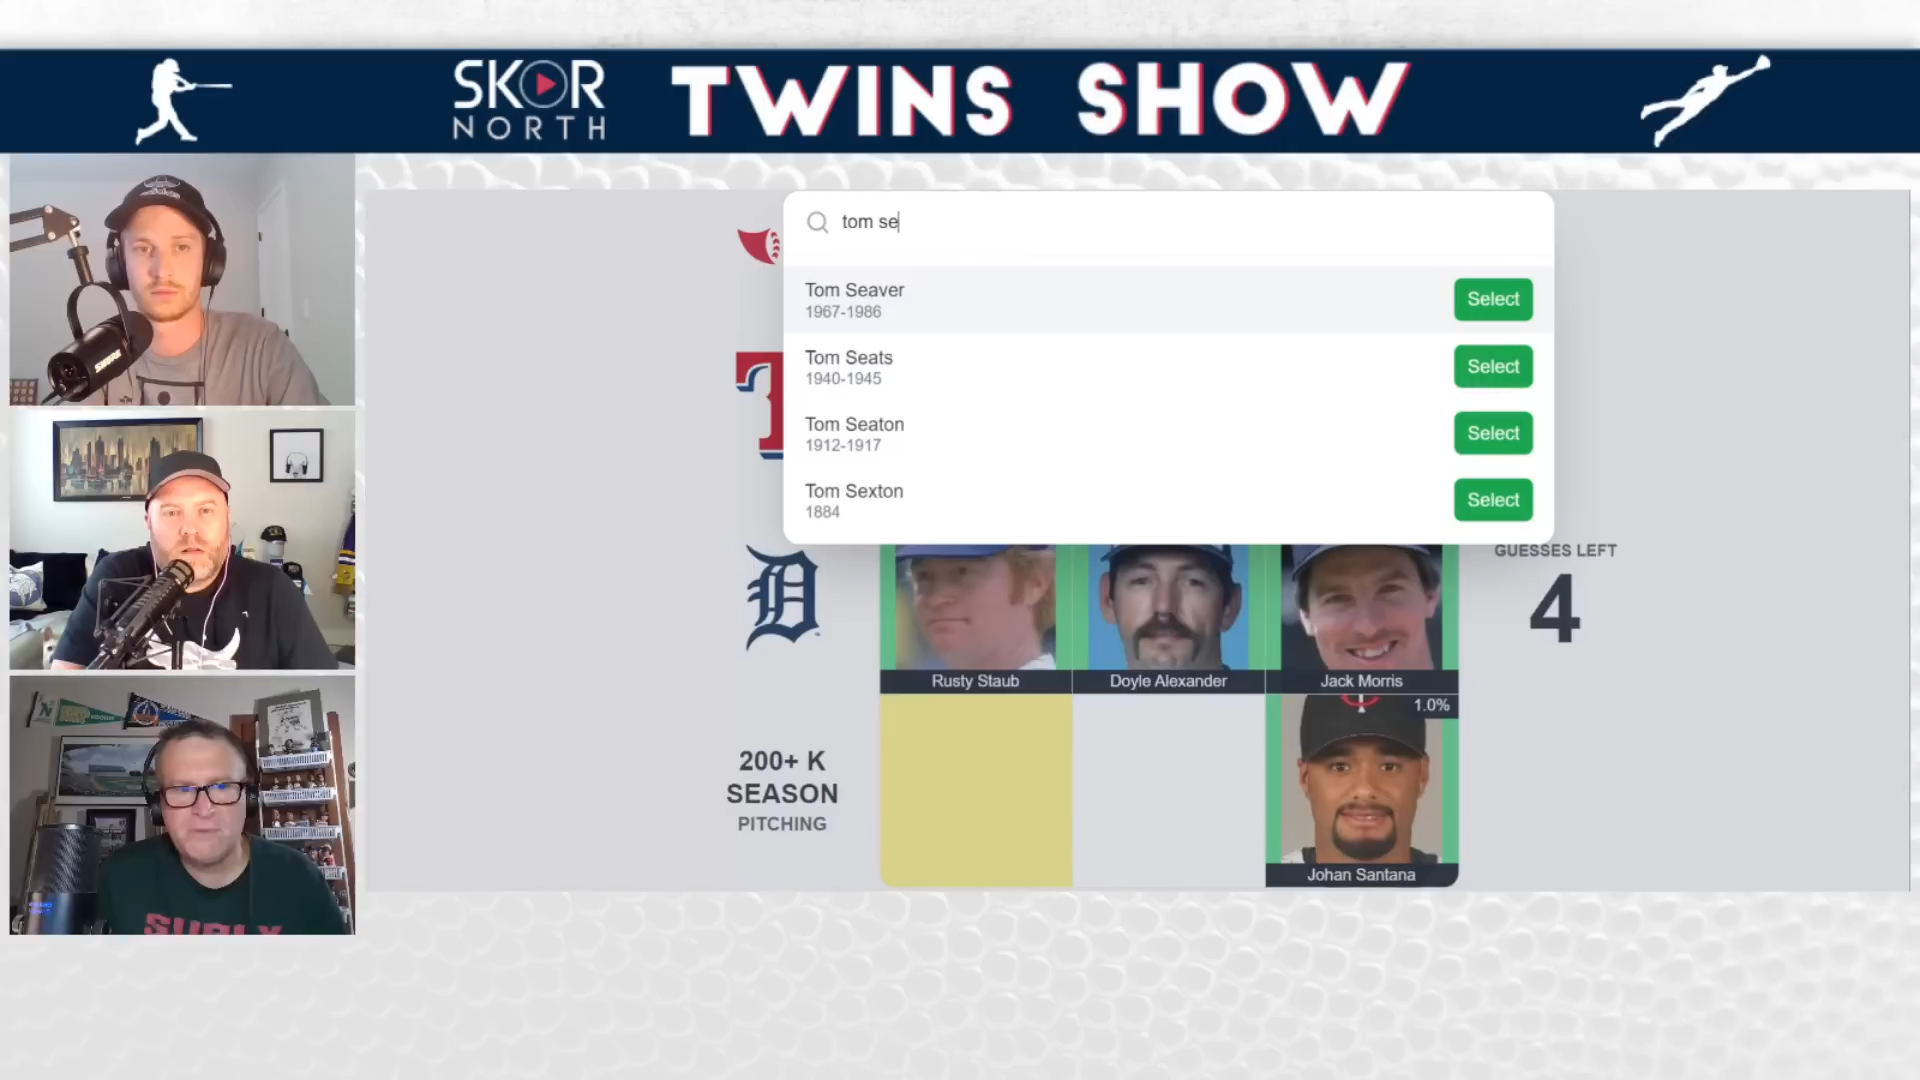 SKOR
NORTH
TWINS SHOW
tom se
Tom Seaver
1967-1986
Select
Tom Seats
1940-1945
Select
Tom Seaton
1912-1917
Select
Tom Sexton
1884
Select
GUESSES LEFT
4
Rusty Staub
Doyle Alexander
Jack Morris
200+ K
SEASON
PITCHING
1.0%
Johan Santana
SHURE